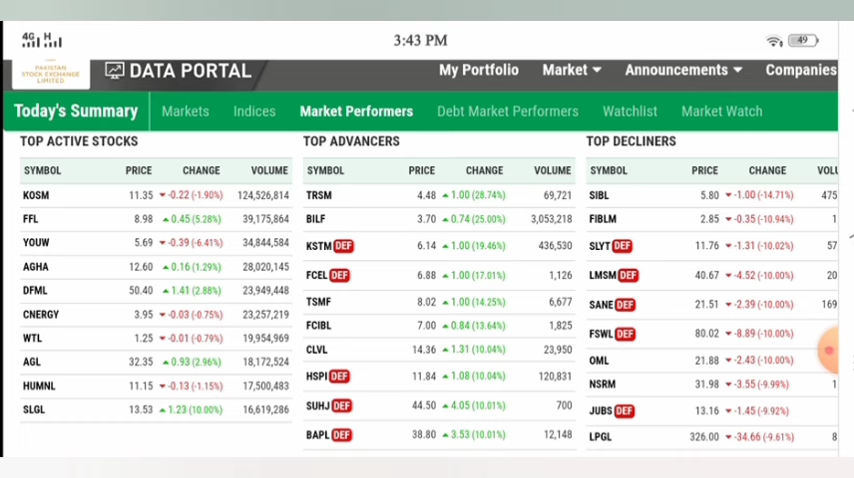 4G H
3:43 PM
49
PAKISTAN
STOCK EXCHANGE
LIMITED
DATA PORTAL
My Portfolio Market Announcements Companies
Today's Summary Markets Indices Market Performers Debt Market Performers Watchlist Market Watch
TOP ACTIVE STOCKS
SYMBOL PRICE CHANGE VOLUME
KOSM 11.35 -0.22 (-1.90%) 124,526,814
FFL 8.98 0.45 (5.28%) 39,175,864
YOUW 5.69 -0.39 (-6.41%) 34,844,584
AGHA 12.60 0.16 (1.29%) 28,020,145
DFML 50.40 1.41 (2.88%) 23,949,448
CNERGY 3.95 -0.03 (-0.75%) 23,257,219
WTL 1.25 -0.01 (-0.79%) 19,954,969
AGL 32.35 0.93 (2.96%) 18,172,524
HUMNL 11.15 -0.13 (-1.15%) 17,500,483
SLGL 13.53 1.23 (10.00%) 16,619,286
TOP ADVANCERS
SYMBOL PRICE CHANGE VOLUME
TRSM 4.48 1.00 (28.74%) 69,721
BILF 3.70 0.74 (25.00%) 3,053,218
KSTM DEF 6.14 1.00 (19.46%) 436,530
FCEL DEF 6.88 1.00 (17.01%) 1,126
TSMF 8.02 1.00 (14.25%) 6,677
FCIBL 7.00 0.84 (13.64%) 1,825
CLVL 14.36 1.31 (10.04%) 23,950
HSPI DEF 11.84 1.08 (10.04%) 120,831
SUHJ DEF 44.50 4.05 (10.01%) 700
BAPL DEF 38.80 3.53 (10.01%) 12,148
TOP DECLINERS
SYMBOL PRICE CHANGE VOLU
SIBL 5.80 -1.00 (-14.71%) 475
FIBLM 2.85 -0.35 (-10.94%) 1
SLYT DEF 11.76 -1.31 (-10.02%) 57
LMSM DEF 40.67 -4.52 (-10.00%) 20
SANE DEF 21.51 -2.39 (-10.00%) 169
FSWL DEF 80.02 -8.89 (-10.00%)
OML 21.88 -2.43 (-10.00%)
NSRM 31.98 -3.55 (-9.99%) 1
JUBS DEF 13.16 -1.45 (-9.92%)
LPGL 326.00 -34.66 (-9.61%) 8